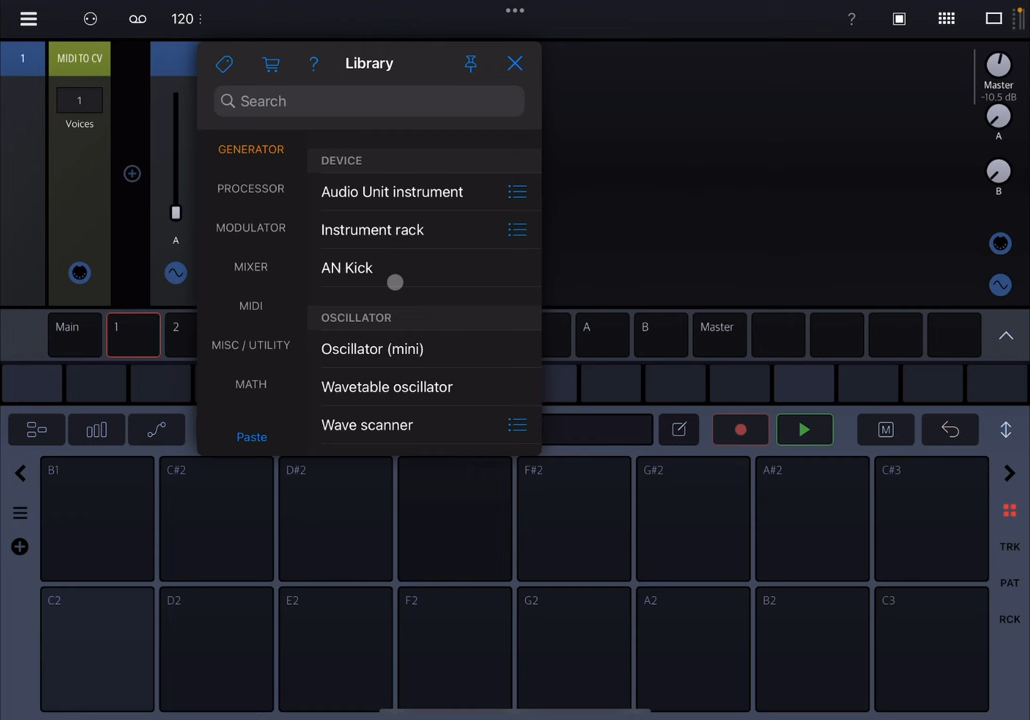 120
?
1
MIDI TO CV
1
Voices
A
?
Library
Search
GENERATOR
PROCESSOR
MODULATOR
MIXER
MIDI
MISC / UTILITY
MATH
Paste
DEVICE
Audio Unit instrument
Instrument rack
AN Kick
OSCILLATOR
Oscillator (mini)
Wavetable oscillator
Wave scanner
Master
-10.5 dB
A
B
Main
1
2
A
B
Master
M
B1
C#2
D#2
F#2
G#2
A#2
C#3
C2
D2
E2
F2
G2
A2
B2
C3
TRK
PAT
RCK